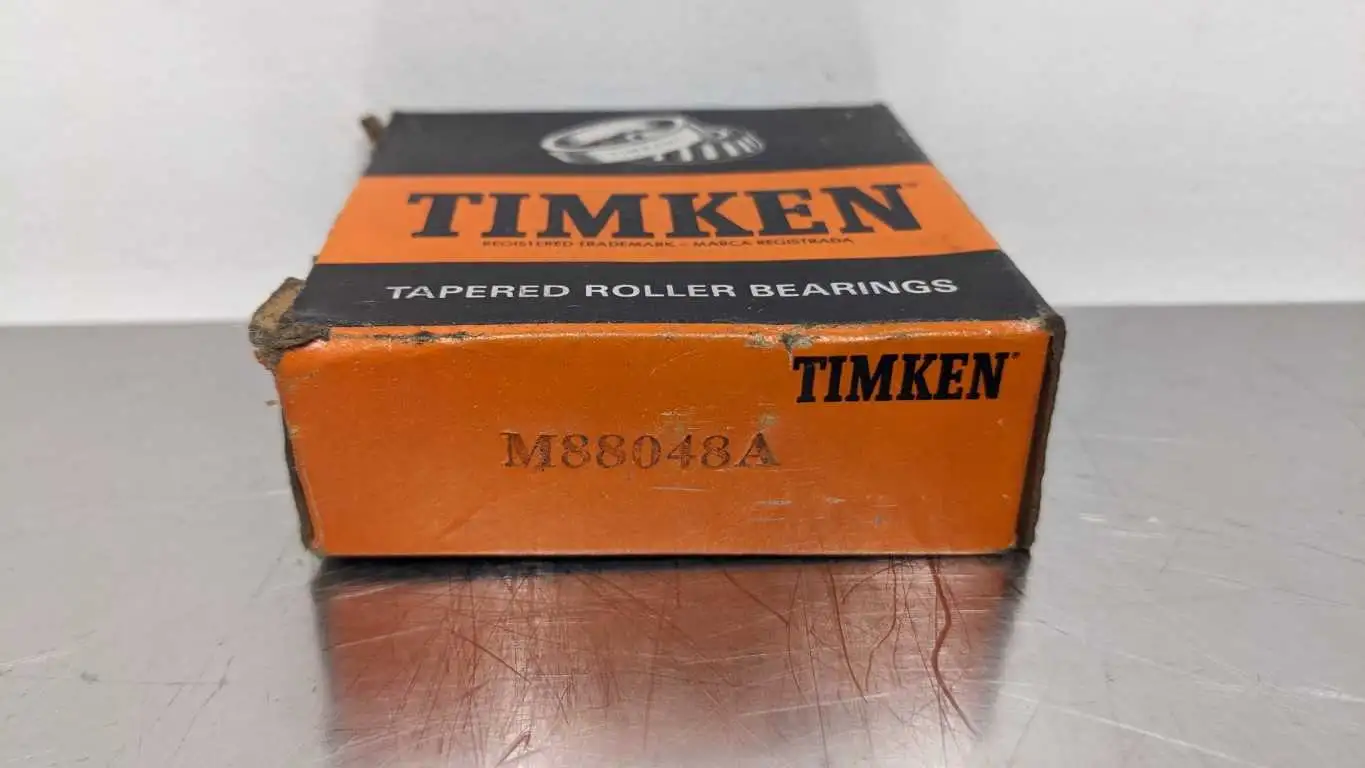 TIMKEN
REGISTERED TRADEMARK – MARCA REGISTRADA
TAPERED ROLLER BEARINGS
TIMKEN
M88048A